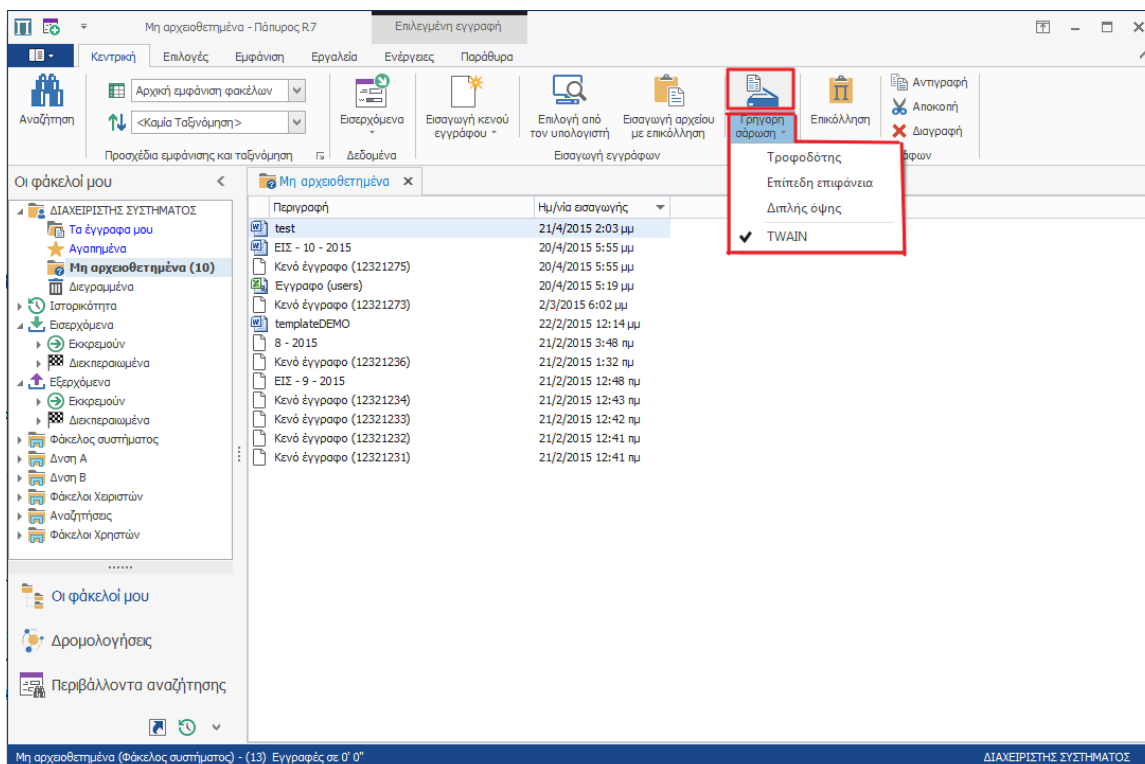 Μη αρχειοθετημένα - Πάπυρος R7
Επιλεγμένη εγγραφή
Κεντρική Επιλογές Εμφάνιση Εργαλεία Ενέργειες Παράθυρα
Αναζήτηση
Αρχική εμφάνιση φακέλων
<Καμία Ταξινόμηση>
Προσχέδια εμφάνισης και ταξινόμηση
Εισερχόμενα
Δεδομένα
Εισαγωγή κενού
εγγράφου
Επιλογή από
τον υπολογιστή
Εισαγωγή αρχείου
με επικόλληση
Γρήγορη
σάρωση
Εισαγωγή εγγράφων
Επικόλληση
Αντιγραφή
Αποκοπή
Διαγραφή
Τροφοδότης
Επίπεδη επιφάνεια
Διπλής όψης
TWAIN
Οι φάκελοί μου
ΔΙΑΧΕΙΡΙΣΤΗΣ ΣΥΣΤΗΜΑΤΟΣ
Τα έγγραφα μου
Αγαπημένα
Μη αρχειοθετημένα (10)
Διεγραμμένα
Ιστορικότητα
Εισερχόμενα
Εκκρεμούν
Διεκπεραιωμένα
Εξερχόμενα
Εκκρεμούν
Διεκπεραιωμένα
Φάκελος συστήματος
Δνση Α
Δνση Β
Φάκελοι Χειριστών
Αναζητήσεις
Φάκελοι Χρηστών
Οι φάκελοί μου
Δρομολογήσεις
Περιβάλλοντα αναζήτησης
Μη αρχειοθετημένα
Περιγραφή Ημ/νία εισαγωγής
test 21/4/2015 2:03 μμ
ΕΙΣ - 10 - 2015 20/4/2015 5:55 μμ
Κενό έγγραφο (12321275) 20/4/2015 5:55 μμ
Έγγραφο (users) 20/4/2015 5:19 μμ
Κενό έγγραφο (12321273) 2/3/2015 6:02 μμ
templateDEMO 22/2/2015 12:14 μμ
8 - 2015 21/2/2015 3:48 πμ
Κενό έγγραφο (12321236) 21/2/2015 1:32 πμ
ΕΙΣ - 9 - 2015 21/2/2015 12:48 πμ
Κενό έγγραφο (12321234) 21/2/2015 12:43 πμ
Κενό έγγραφο (12321233) 21/2/2015 12:42 πμ
Κενό έγγραφο (12321232) 21/2/2015 12:41 πμ
Κενό έγγραφο (12321231) 21/2/2015 12:41 πμ
Μη αρχειοθετημένα (Φάκελος συστήματος) - (13) Εγγραφές σε 0' 0"
ΔΙΑΧΕΙΡΙΣΤΗΣ ΣΥΣΤΗΜΑΤΟΣ